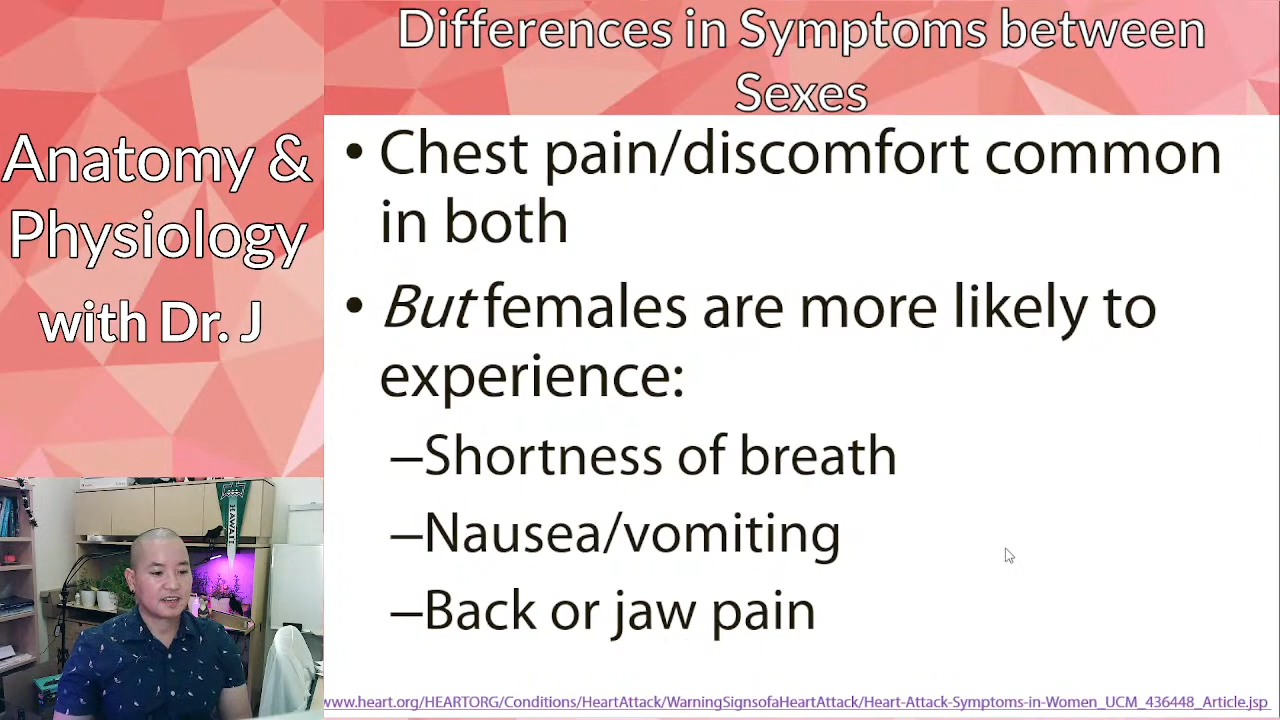 Differences in Symptoms between
Sexes
Anatomy &
Physiology
with Dr. J
• Chest pain/discomfort common
in both
• But females are more likely to
experience:
–Shortness of breath
–Nausea/vomiting
–Back or jaw pain
HAWAI'I
www.heart.org/HEARTORG/Conditions/HeartAttack/WarningSignsofaHeartAttack/Heart-Attack-Symptoms-in-Women_UCM_436448_Article.jsp